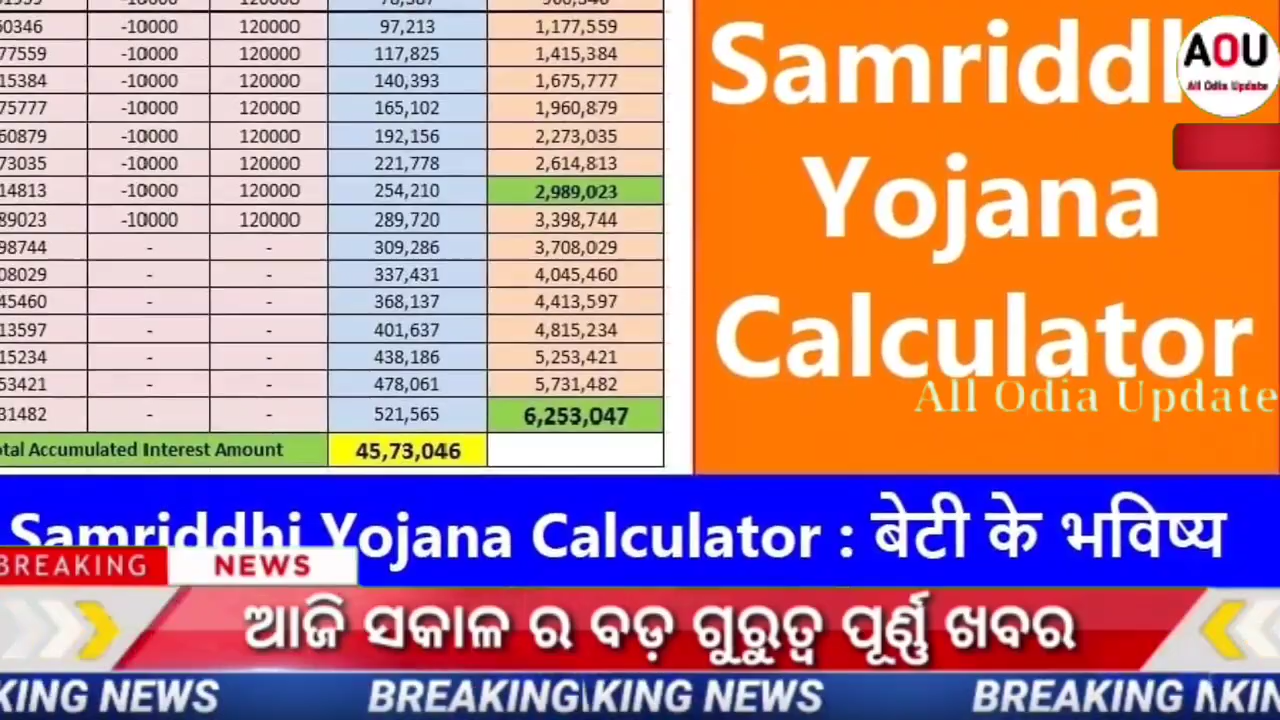 60346 -10000 120000 97,213 1,177,559
77559 -10000 120000 117,825 1,415,384
15384 -10000 120000 140,393 1,675,777
75777 -10000 120000 165,102 1,960,879
60879 -10000 120000 192,156 2,273,035
73035 -10000 120000 221,778 2,614,813
14813 -10000 120000 254,210 2,989,023
89023 -10000 120000 289,720 3,398,744
98744 - - 309,286 3,708,029
08029 - - 337,431 4,045,460
45460 - - 368,137 4,413,597
13597 - - 401,637 4,815,234
15234 - - 438,186 5,253,421
53421 - - 478,061 5,731,482
31482 - - 521,565 6,253,047
otal Accumulated Interest Amount 45,73,046
Samriddh
Yojana
Calculator
AOU
All Odia Update
All Odia Update
Samriddhi Yojana Calculator : बेटी के भविष्य
BREAKING NEWS
ଆଜି ସକାଳ ର ବଡ଼ ଗୁରୁତ୍ୱ ପୂର୍ଣ୍ଣ ଖବର
KING NEWS BREAKING KING NEWS BREAKING KIN